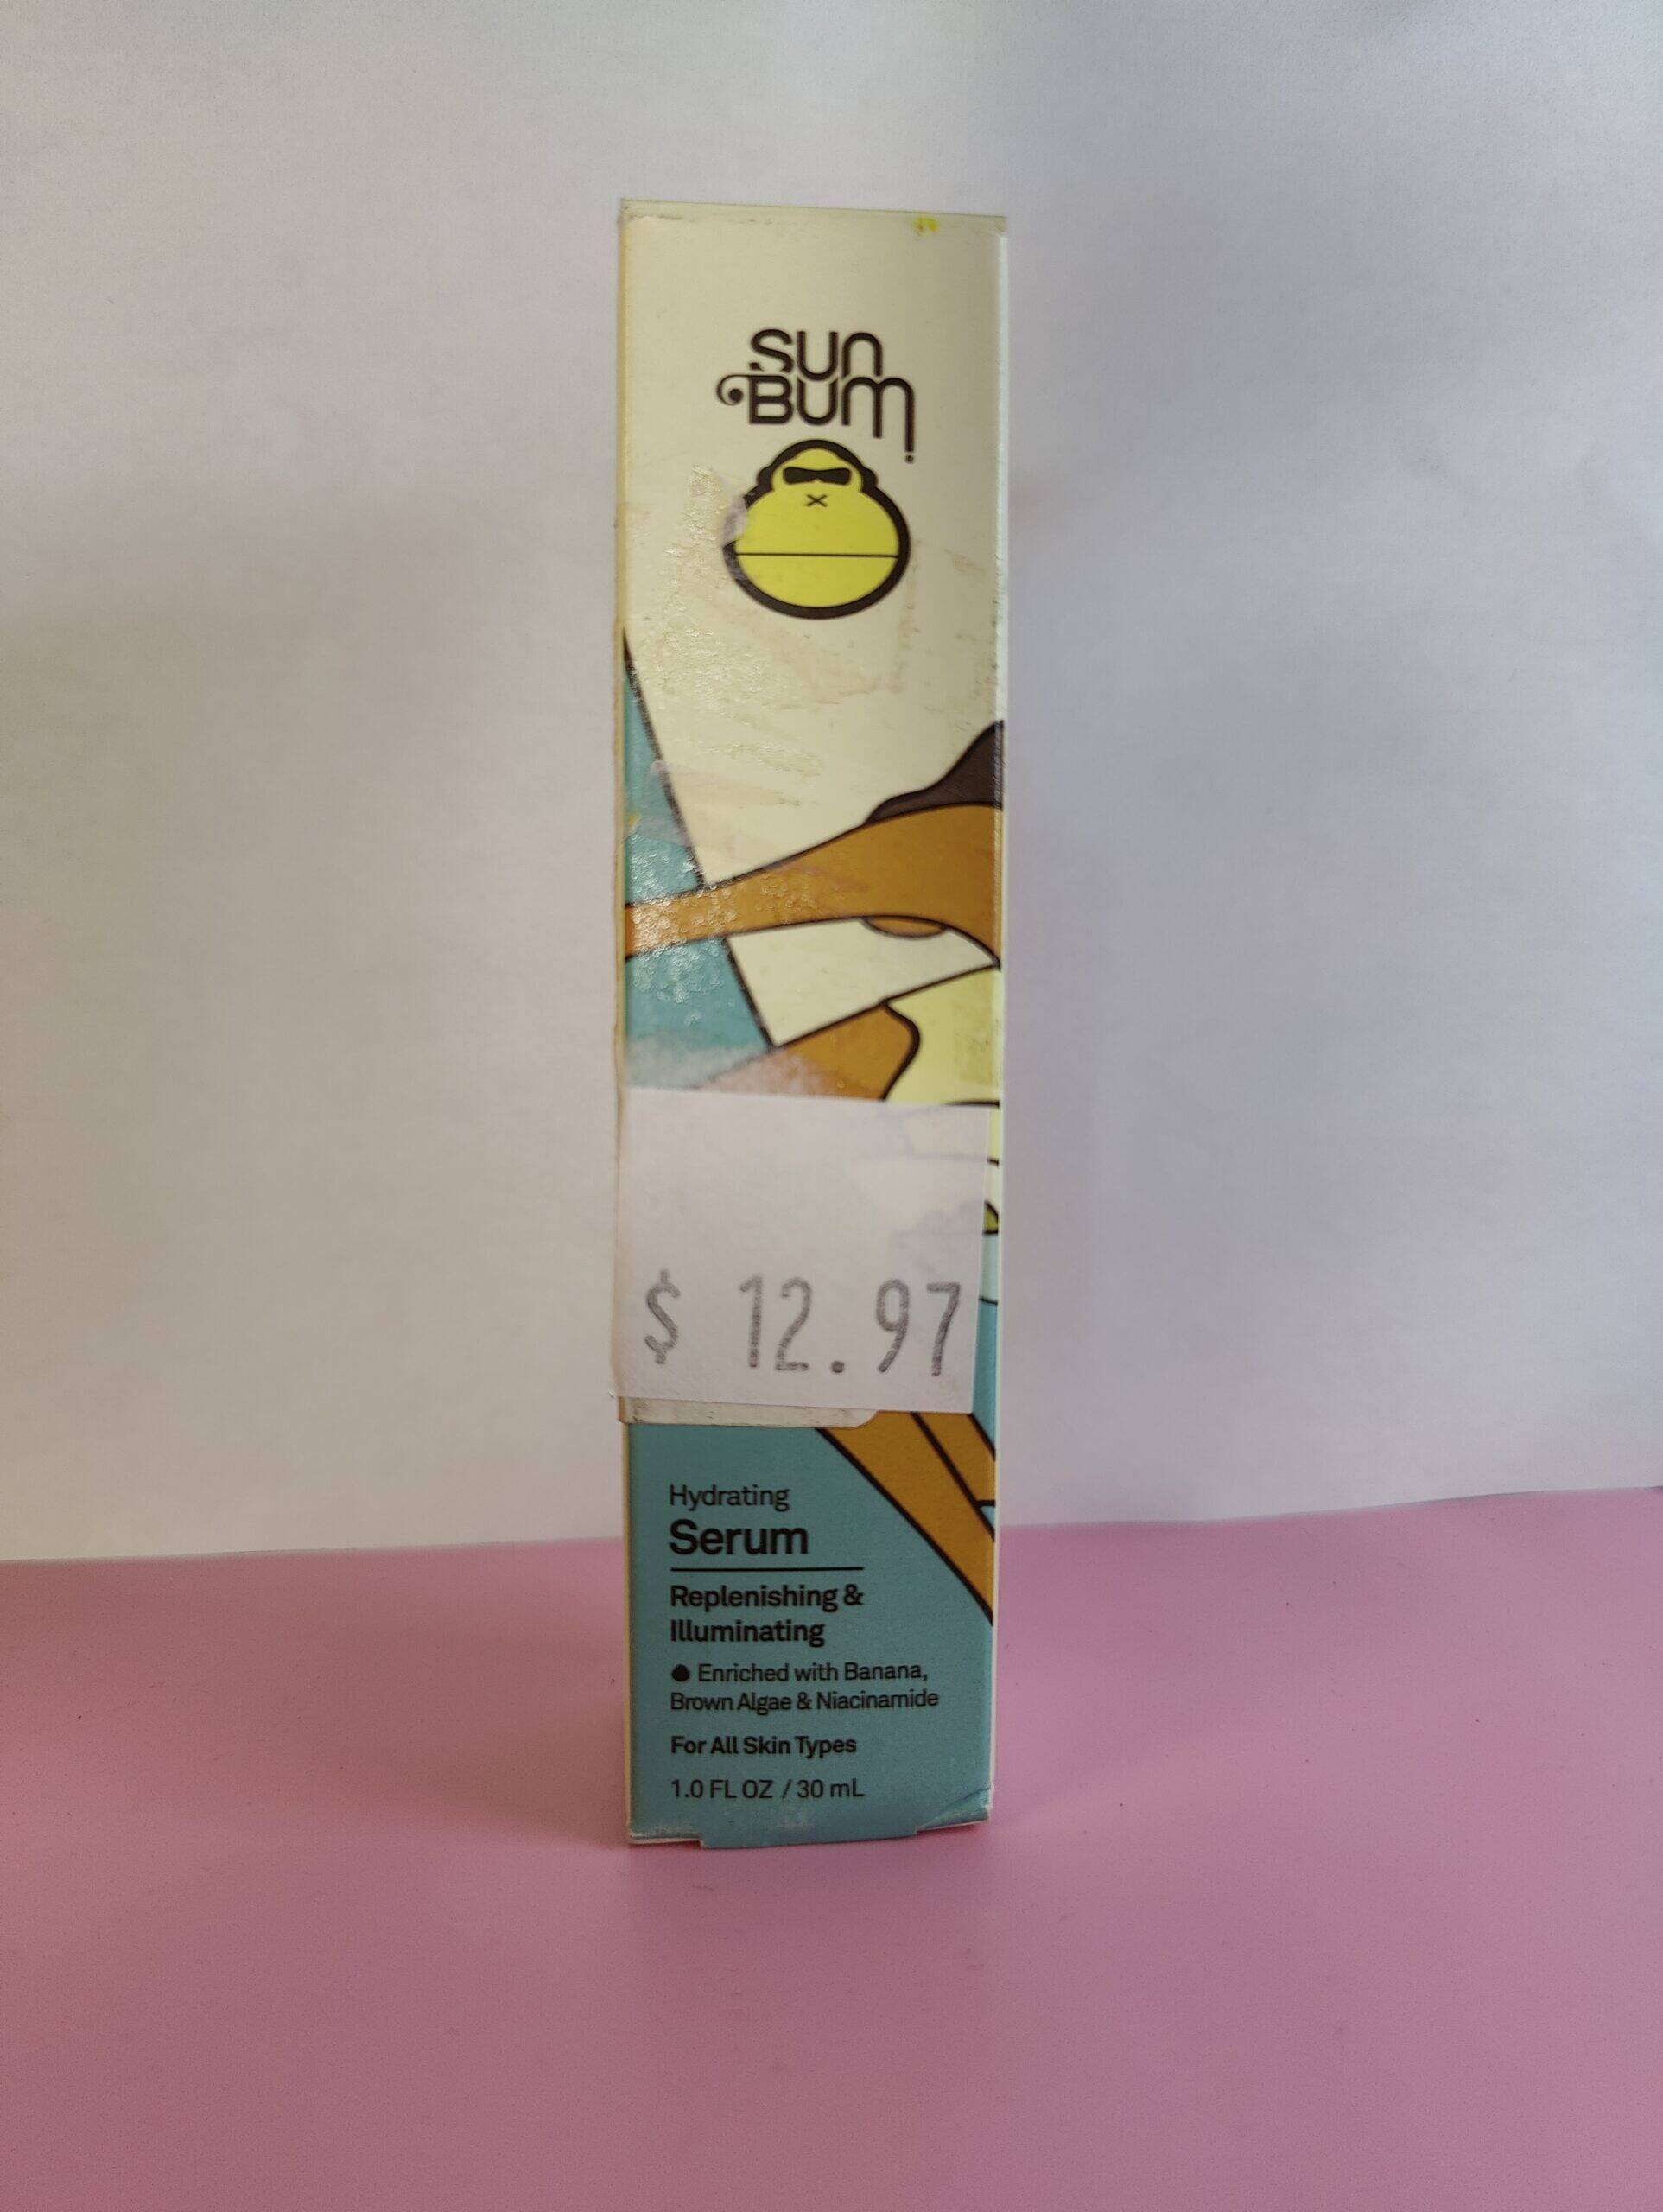 Sun
Bum
$ 12.97
Hydrating
Serum
Replenishing &
Illuminating
Enriched with Banana,
Brown Algae & Niacinamide
For All Skin Types
1.0 FL OZ / 30 mL